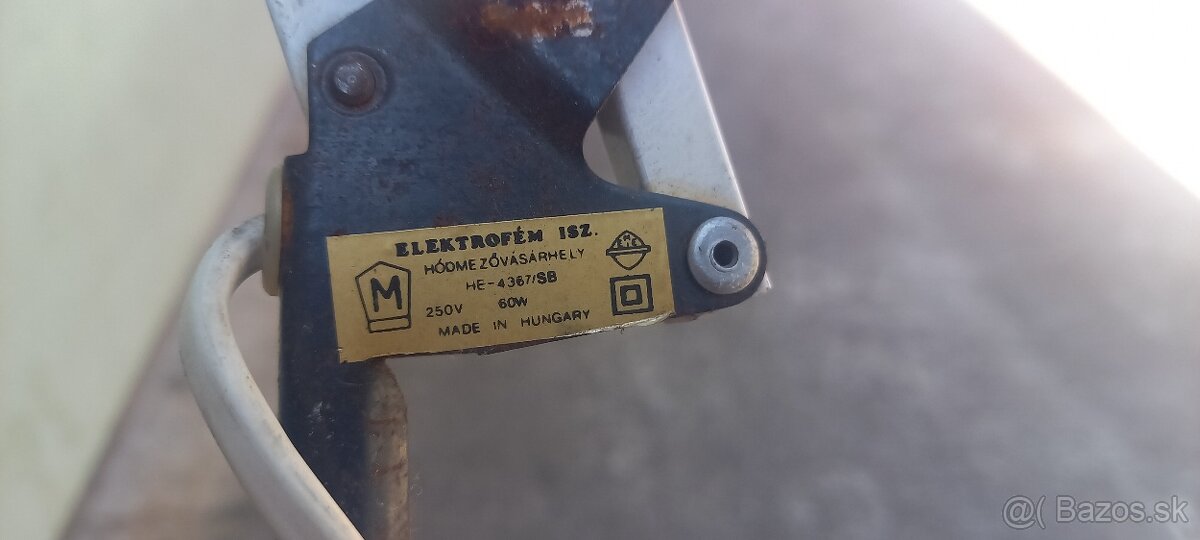 ELEKTROFÉM ISZ.
HÓDMEZŐVÁSÁRHELY
HE-4367/SB
M
250V 60W
MADE IN HUNGARY
@( Bazos.sk